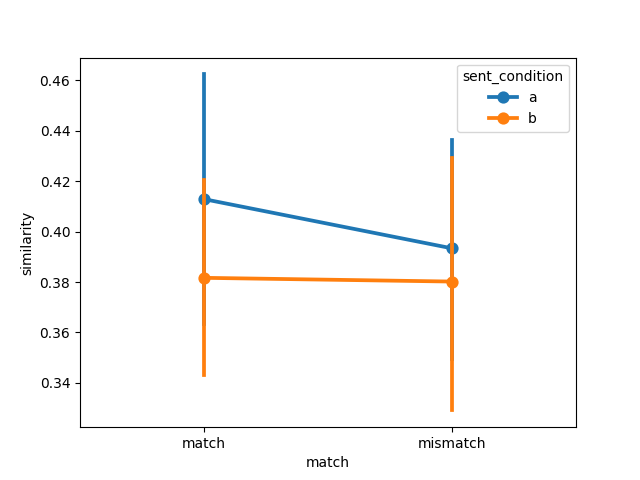 sent_condition
a
b
0.46
0.44
0.42
0.40
0.38
0.36
0.34
similarity
match
mismatch
match